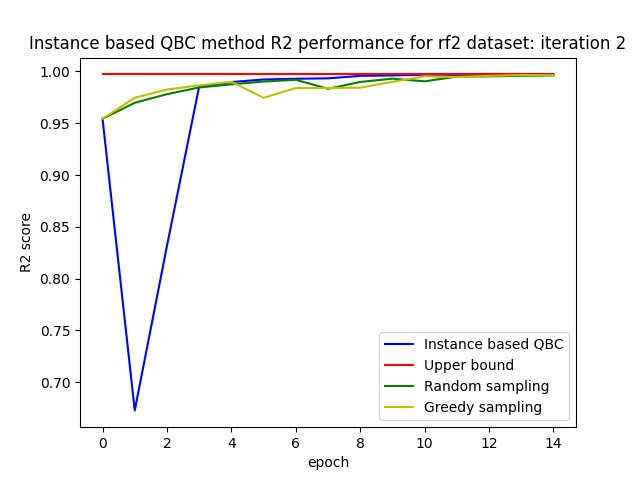 Instance based QBC method R2 performance for rf2 dataset: iteration 2
1.00
0.95
0.90
0.85
0.80
0.75
0.70
R2 score
Instance based QBC
Upper bound
Random sampling
Greedy sampling
0 2 4 6 8 10 12 14
epoch